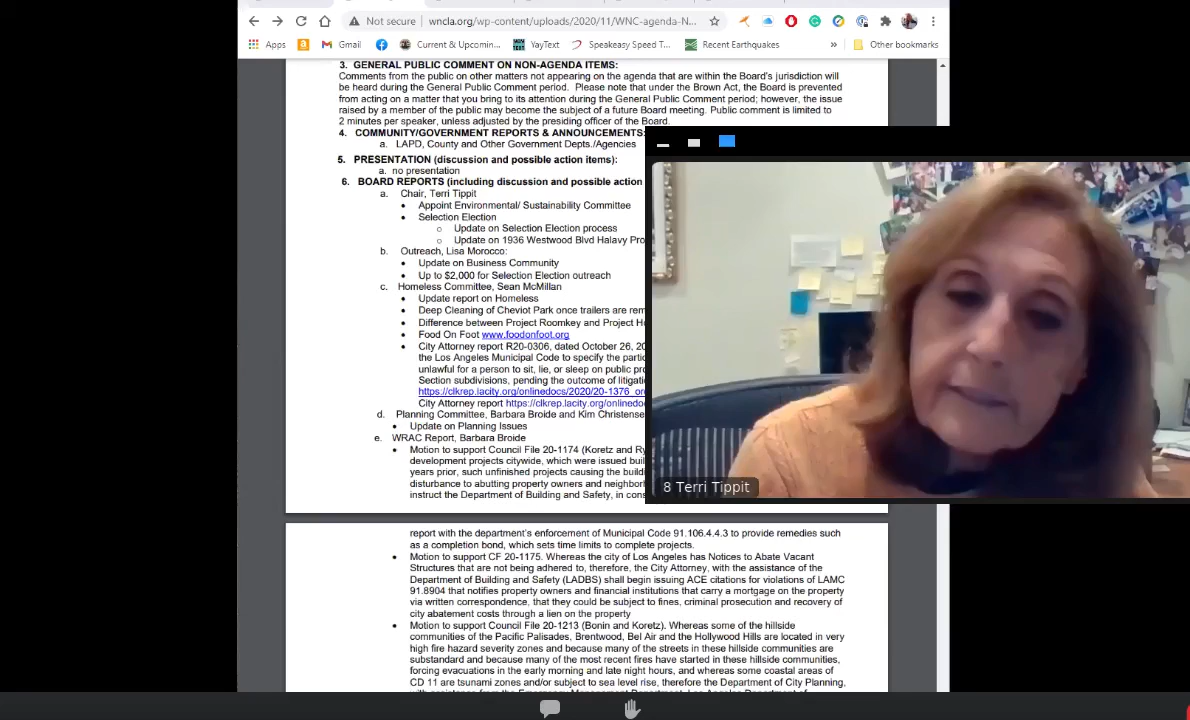 Not secure | wncla.org/wp-content/uploads/2020/11/WNC-agenda-N...
Apps Gmail Current & Upcomin... YayText Speakeasy Speed T... Recent Earthquakes » Other bookmarks
3. GENERAL PUBLIC COMMENT ON NON-AGENDA ITEMS:
Comments from the public on other matters not appearing on the agenda that are within the Board's jurisdiction will
be heard during the General Public Comment period. Please note that under the Brown Act, the Board is prevented
from acting on a matter that you bring to its attention during the General Public Comment period; however, the issue
raised by a member of the public may become the subject of a future Board meeting. Public comment is limited to
2 minutes per speaker, unless adjusted by the presiding officer of the Board.
4. COMMUNITY/GOVERNMENT REPORTS & ANNOUNCEMENTS:
a. LAPD, County and Other Government Depts./Agencies
5. PRESENTATION (discussion and possible action items):
a. no presentation
6. BOARD REPORTS (including discussion and possible action
a. Chair, Terri Tippit
• Appoint Environmental/ Sustainability Committee
• Selection Election
o Update on Selection Election process
o Update on 1936 Westwood Blvd Halavy Pro
b. Outreach, Lisa Morocco:
• Update on Business Community
• Up to $2,000 for Selection Election outreach
c. Homeless Committee, Sean McMillan
• Update report on Homeless
• Deep Cleaning of Cheviot Park once trailers are rem
• Difference between Project Roomkey and Project H
• Food On Foot www.foodonfoot.org
• City Attorney report R20-0306, dated October 26, 20
the Los Angeles Municipal Code to specify the parti
unlawful for a person to sit, lie, or sleep on public pr
Section subdivisions, pending the outcome of litigati
https://clkrep.lacity.org/onlinedocs/2020/20-1376_or
City Attorney report https://clkrep.lacity.org/onlinedo
d. Planning Committee, Barbara Broide and Kim Christense
• Update on Planning Issues
e. WRAC Report, Barbara Broide
• Motion to support Council File 20-1174 (Koretz and Ry
development projects citywide, which were issued buil
years prior, such unfinished projects causing the buildi
disturbance to abutting property owners and neighbor
instruct the Department of Building and Safety, in cons
8 Terri Tippit
report with the department's enforcement of Municipal Code 91.106.4.4.3 to provide remedies such
as a completion bond, which sets time limits to complete projects.
• Motion to support CF 20-1175. Whereas the city of Los Angeles has Notices to Abate Vacant
Structures that are not being adhered to, therefore, the City Attorney, with the assistance of the
Department of Building and Safety (LADBS) shall begin issuing ACE citations for violations of LAMC
91.8904 that notifies property owners and financial institutions that carry a mortgage on the property
via written correspondence, that they could be subject to fines, criminal prosecution and recovery of
city abatement costs through a lien on the property
• Motion to support Council File 20-1213 (Bonin and Koretz). Whereas some of the hillside
communities of the Pacific Palisades, Brentwood, Bel Air and the Hollywood Hills are located in very
high fire hazard severity zones and because many of the streets in these hillside communities are
substandard and because many of the most recent fires have started in these hillside communities,
forcing evacuations in the early morning and late night hours, and whereas some coastal areas of
CD 11 are tsunami zones and/or subject to sea level rise, therefore the Department of City Planning,